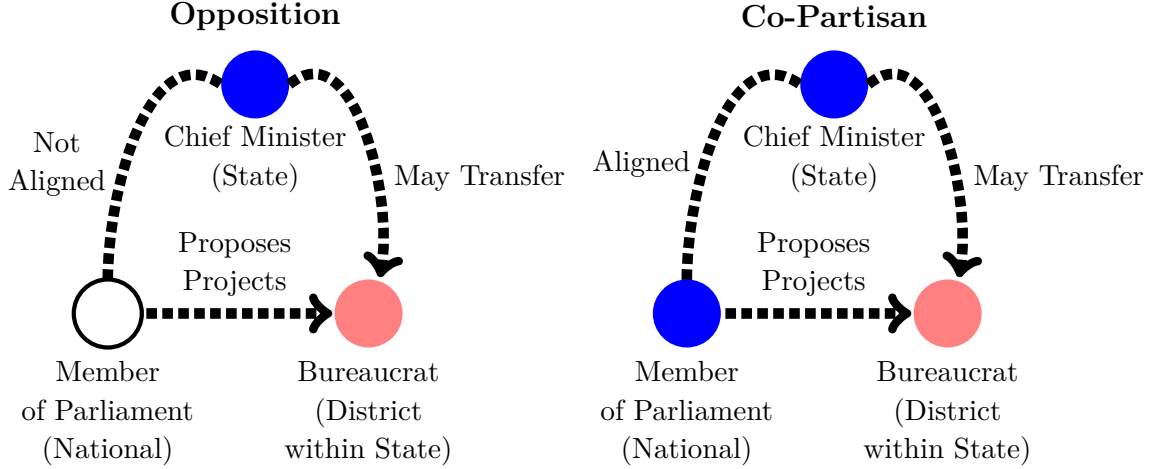 Opposition
Chief Minister
(State)
Not
Aligned
May Transfer
Proposes
Projects
Member
of Parliament
(National)
Bureaucrat
(District
within State)
Co-Partisan
Chief Minister
(State)
Aligned
May Transfer
Proposes
Projects
Member
of Parliament
(National)
Bureaucrat
(District
within State)